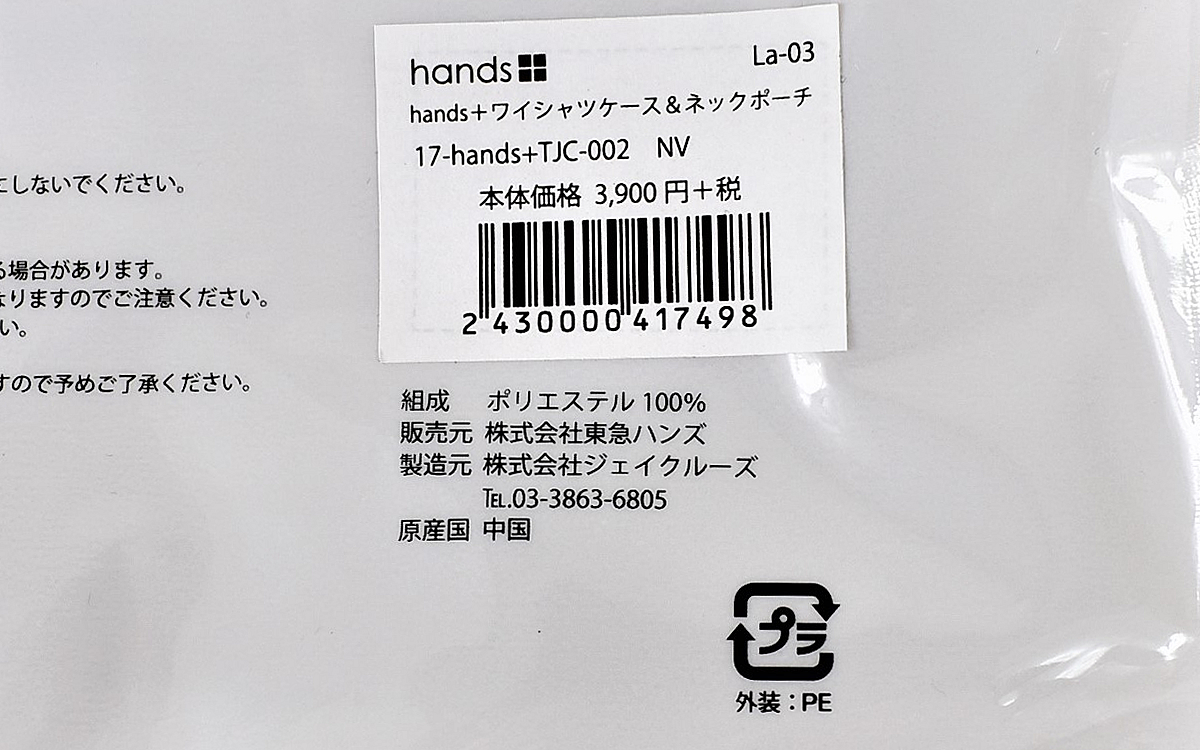 hands
La-03
hands+ワイシャツケース&ネックポーチ
17-hands+TJC-002 NV
本体価格 3,900円+税
2 430000 417498
にしないでください。
る場合があります。
なりますのでご注意ください。
い。
すので予めご了承ください。
組成 ポリエステル 100%
販売元 株式会社東急ハンズ
製造元 株式会社ジェイクルーズ
TEL.03-3863-6805
原産国 中国
プラ
外装:PE